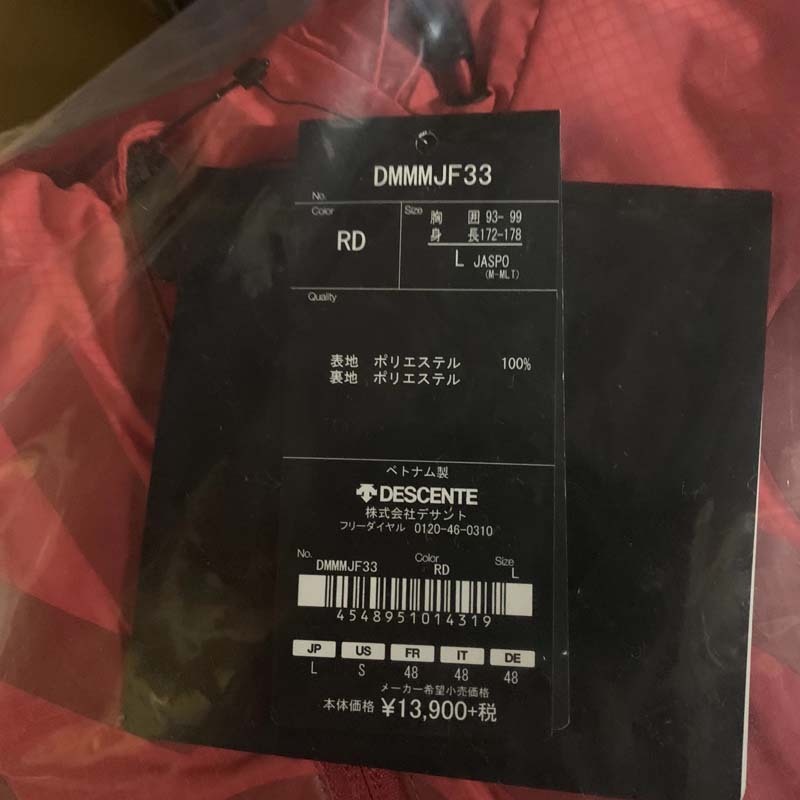 DMMMJF33
No.
Color
RD
Size
胸 囲 93-99
身 長172-178
L JASPO
(M-MLT)
Quality
表地 ポリエステル 100%
裏地 ポリエステル
ベトナム製
DESCENTE
株式会社デサント
フリーダイヤル 0120-46-0310
No. Color Size
DMMMJF33 RD L
4548951014319
JP US FR IT DE
L S 48 48 48
メーカー希望小売価格
本体価格 ¥13,900+税